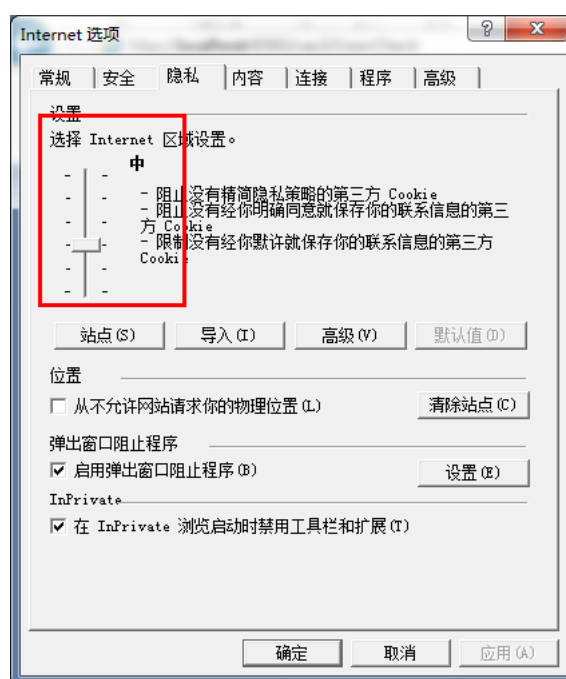 Internet 选项
常规 安全 隐私 内容 连接 程序 高级
设置
选择 Internet 区域设置。
中
- 阻止没有精简隐私策略的第三方 Cookie
- 阻止没有经你明确同意就保存你的联系信息的第三
方 Cookie
- 限制没有经你默许就保存你的联系信息的第三方
Cookie
站点(S) 导入(I) 高级(V) 默认值(D)
位置
从不允许网站请求你的物理位置(L) 清除站点(C)
弹出窗口阻止程序
启用弹出窗口阻止程序(B) 设置(E)
InPrivate
在 InPrivate 浏览启动时禁用工具栏和扩展(T)
确定 取消 应用(A)